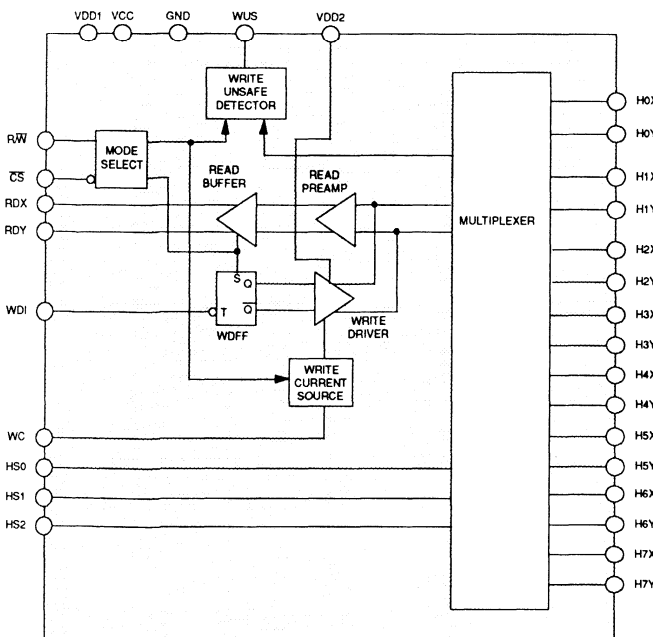 VDD1 VCC GND WUS VDD2
WRITE
UNSAFE
DETECTOR
R/W̅
MODE
SELECT
C̅S̅
READ
BUFFER
READ
PREAMP
RDX
RDY
MULTIPLEXER
S
Q
T
Q̅
WDFF
WDI
WRITE
DRIVER
WRITE
CURRENT
SOURCE
WC
HS0
HS1
HS2
H0X
H0Y
H1X
H1Y
H2X
H2Y
H3X
H3Y
H4X
H4Y
H5X
H5Y
H6X
H6Y
H7X
H7Y